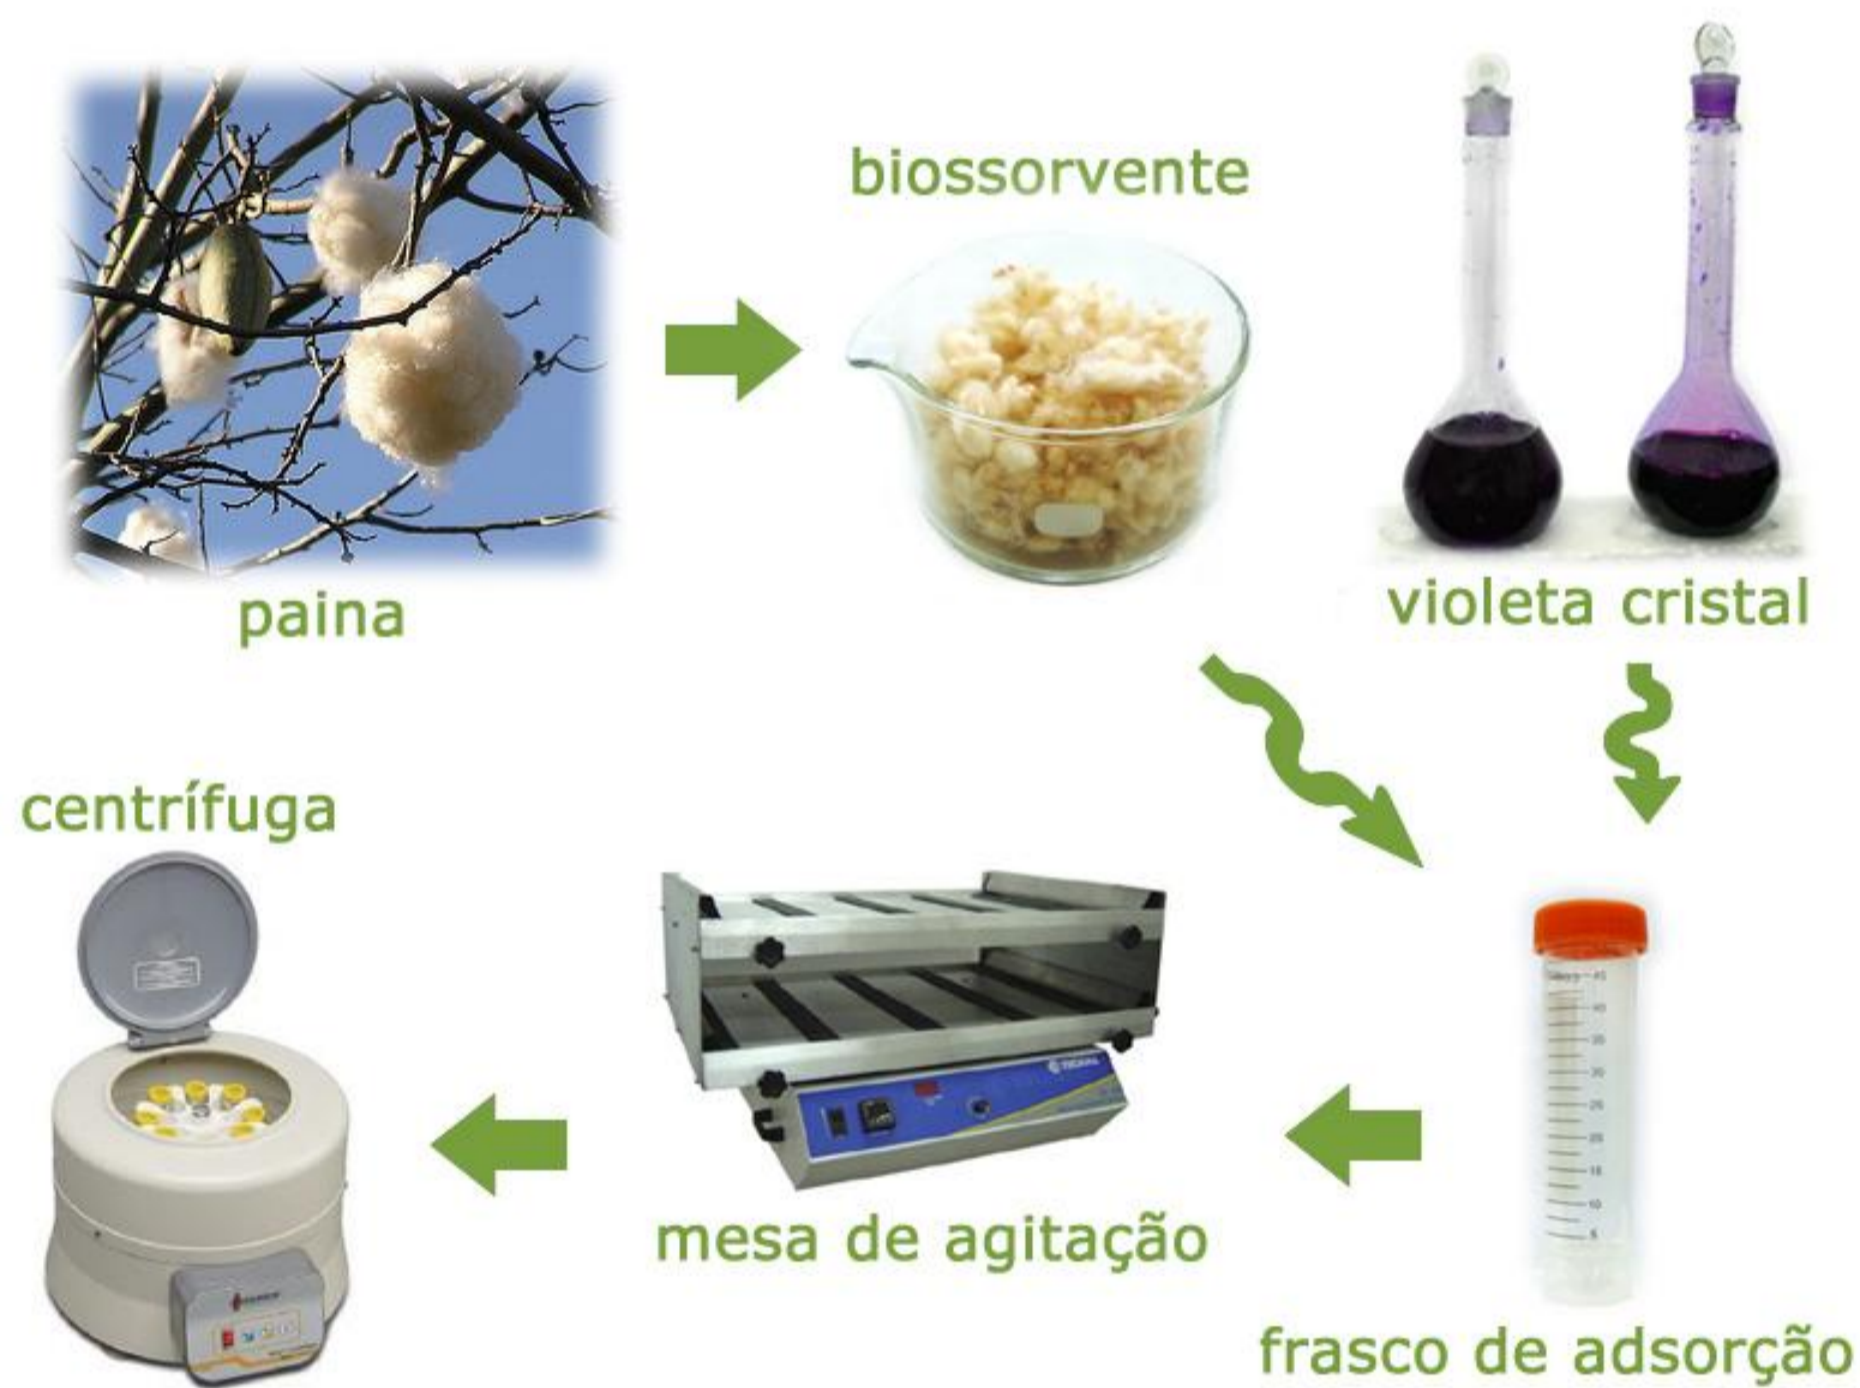 biossorvente
paina
violeta cristal
centrífuga
mesa de agitação
frasco de adsorção